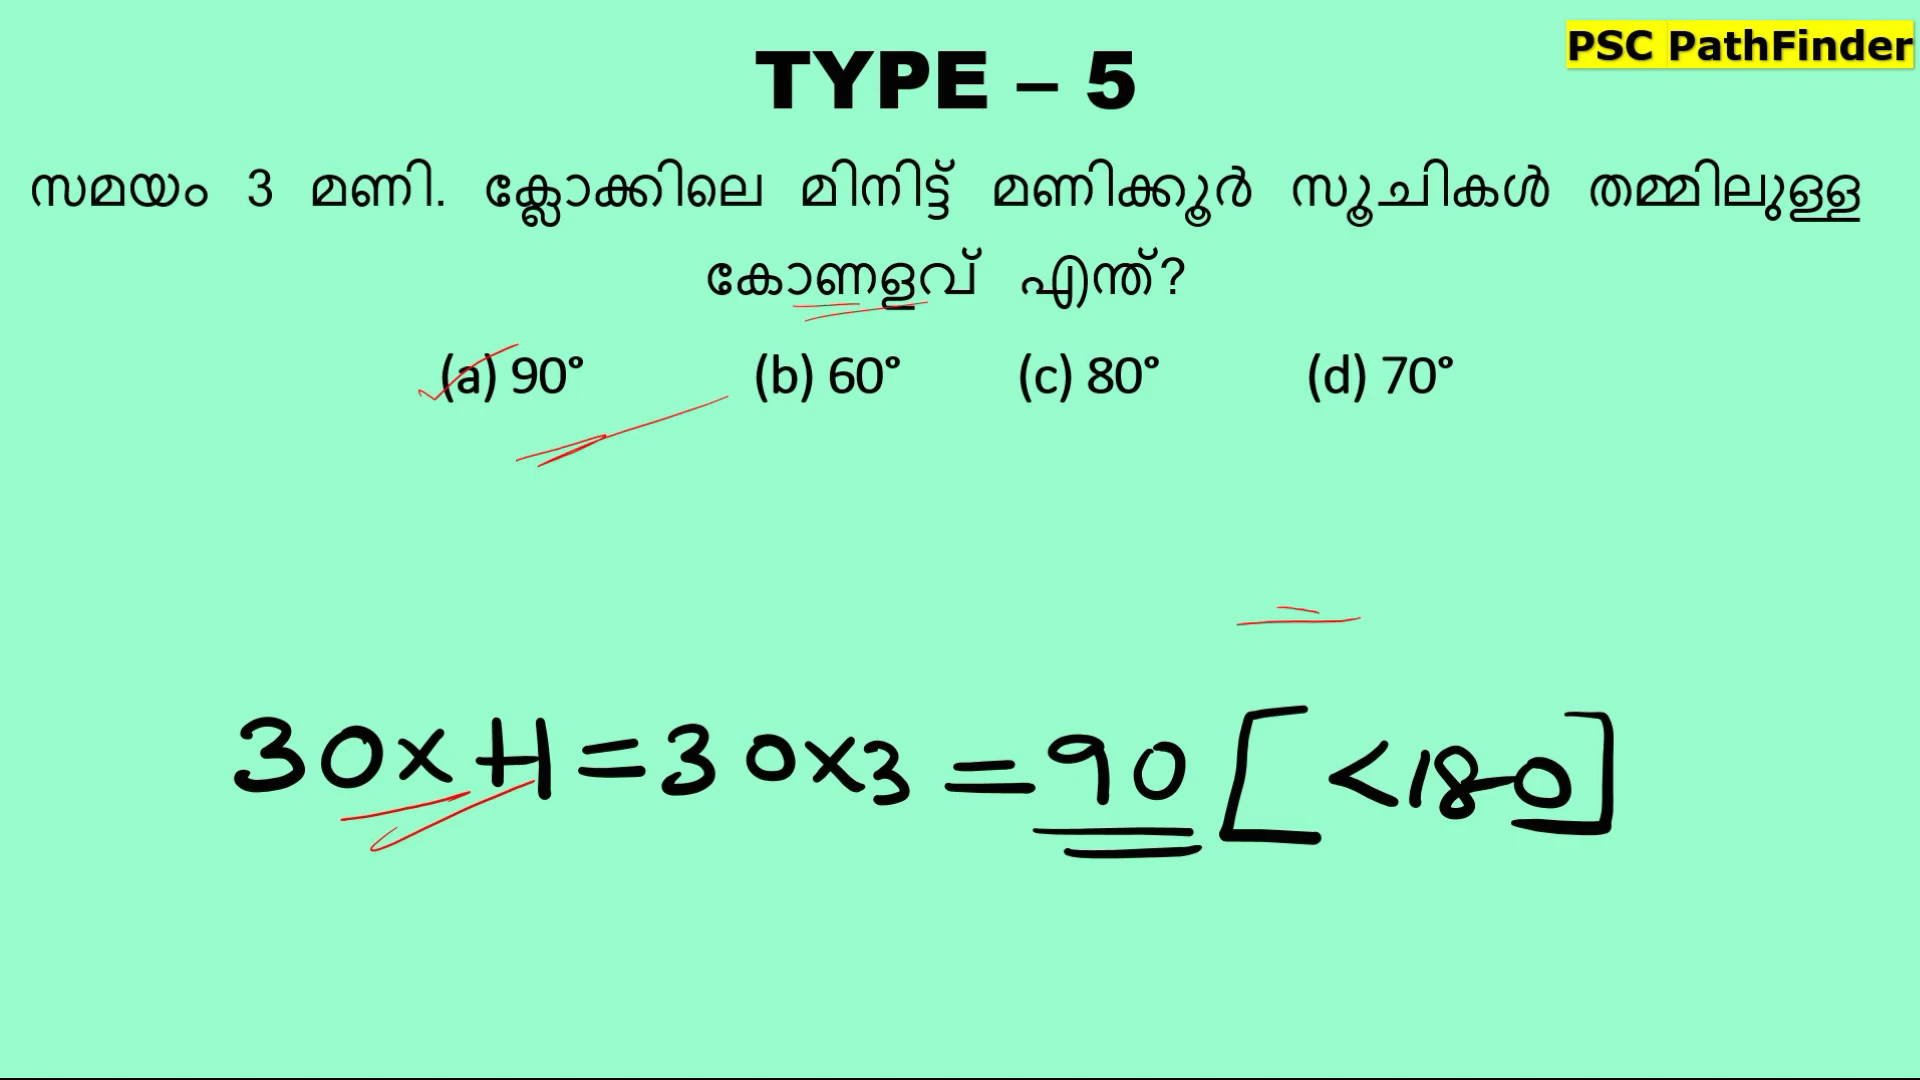 PSC PathFinder
TYPE – 5
സമയം 3 മണി. ക്ലോക്കിലെ മിനിട്ട് മണിക്കൂർ സൂചികൾ തമ്മിലുള്ള
കോണളവ് എന്ത്?
(a) 90° (b) 60° (c) 80° (d) 70°
30×H=30×3=90[<180]